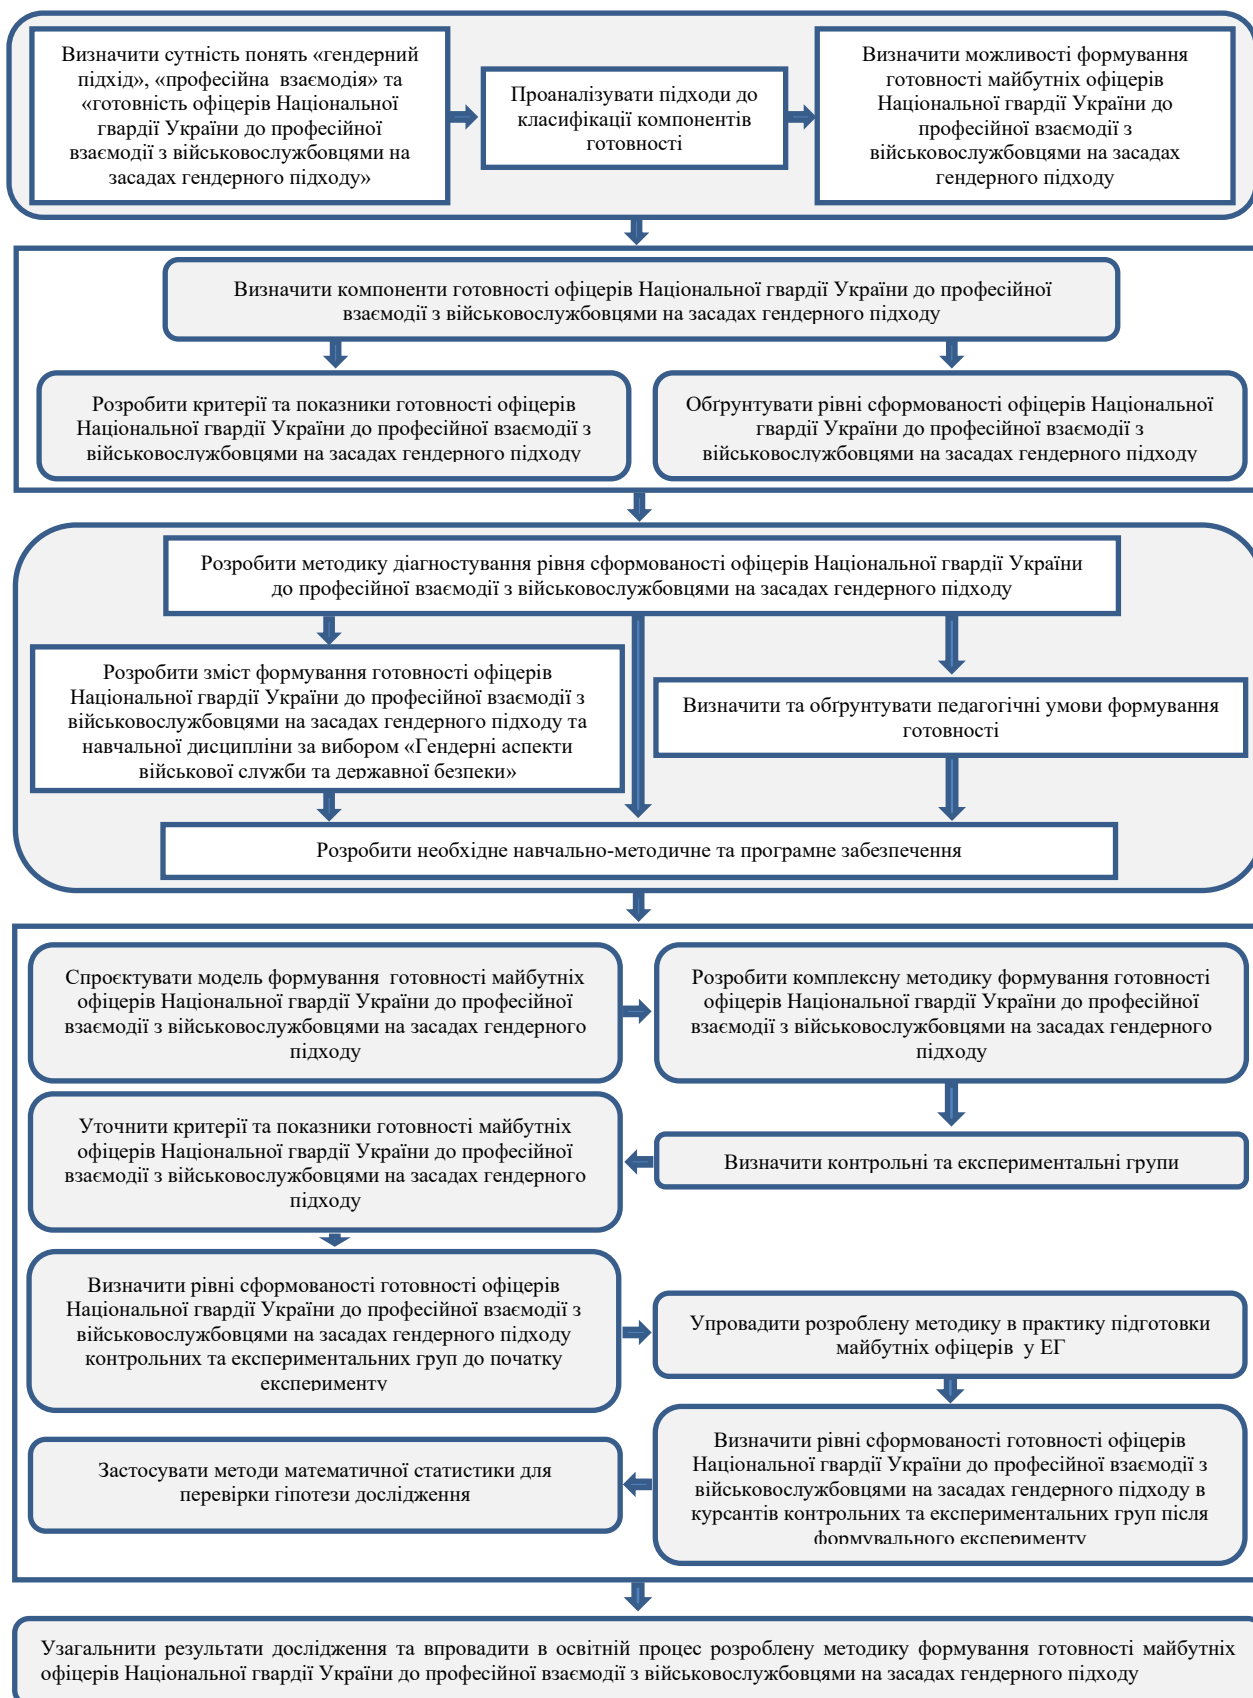 Визначити сутність понять «гендерний
підхід», «професійна взаємодія» та
«готовність офіцерів Національної
гвардії України до професійної
взаємодії з військовослужбовцями на
засадах гендерного підходу»
Проаналізувати підходи до
класифікації компонентів
готовності
Визначити можливості формування
готовності майбутніх офіцерів
Національної гвардії України до
професійної взаємодії з
військовослужбовцями на засадах
гендерного підходу
Визначити компоненти готовності офіцерів Національної гвардії України до професійної
взаємодії з військовослужбовцями на засадах гендерного підходу
Розробити критерії та показники готовності офіцерів
Національної гвардії України до професійної взаємодії з
військовослужбовцями на засадах гендерного підходу
Обґрунтувати рівні сформованості офіцерів Національної
гвардії України до професійної взаємодії з
військовослужбовцями на засадах гендерного підходу
Розробити методику діагностування рівня сформованості офіцерів Національної гвардії України
до професійної взаємодії з військовослужбовцями на засадах гендерного підходу
Розробити зміст формування готовності офіцерів
Національної гвардії України до професійної взаємодії з
військовослужбовцями на засадах гендерного підходу та
навчальної дисципліни за вибором «Гендерні аспекти
військової служби та державної безпеки»
Визначити та обґрунтувати педагогічні умови формування
готовності
Розробити необхідне навчально-методичне та програмне забезпечення
Спроєктувати модель формування готовності майбутніх
офіцерів Національної гвардії України до професійної
взаємодії з військовослужбовцями на засадах гендерного
підходу
Розробити комплексну методику формування готовності
офіцерів Національної гвардії України до професійної
взаємодії з військовослужбовцями на засадах гендерного
підходу
Уточнити критерії та показники готовності майбутніх
офіцерів Національної гвардії України до професійної
взаємодії з військовослужбовцями на засадах гендерного
підходу
Визначити контрольні та експериментальні групи
Визначити рівні сформованості готовності офіцерів
Національної гвардії України до професійної взаємодії з
військовослужбовцями на засадах гендерного підходу
контрольних та експериментальних груп до початку
експерименту
Упровадити розроблену методику в практику підготовки
майбутніх офіцерів у ЕГ
Застосувати методи математичної статистики для
перевірки гіпотези дослідження
Визначити рівні сформованості готовності офіцерів
Національної гвардії України до професійної взаємодії з
військовослужбовцями на засадах гендерного підходу в
курсантів контрольних та експериментальних груп після
формувального експерименту
Узагальнити результати дослідження та впровадити в освітній процес розроблену методику формування готовності майбутніх
офіцерів Національної гвардії України до професійної взаємодії з військовослужбовцями на засадах гендерного підходу